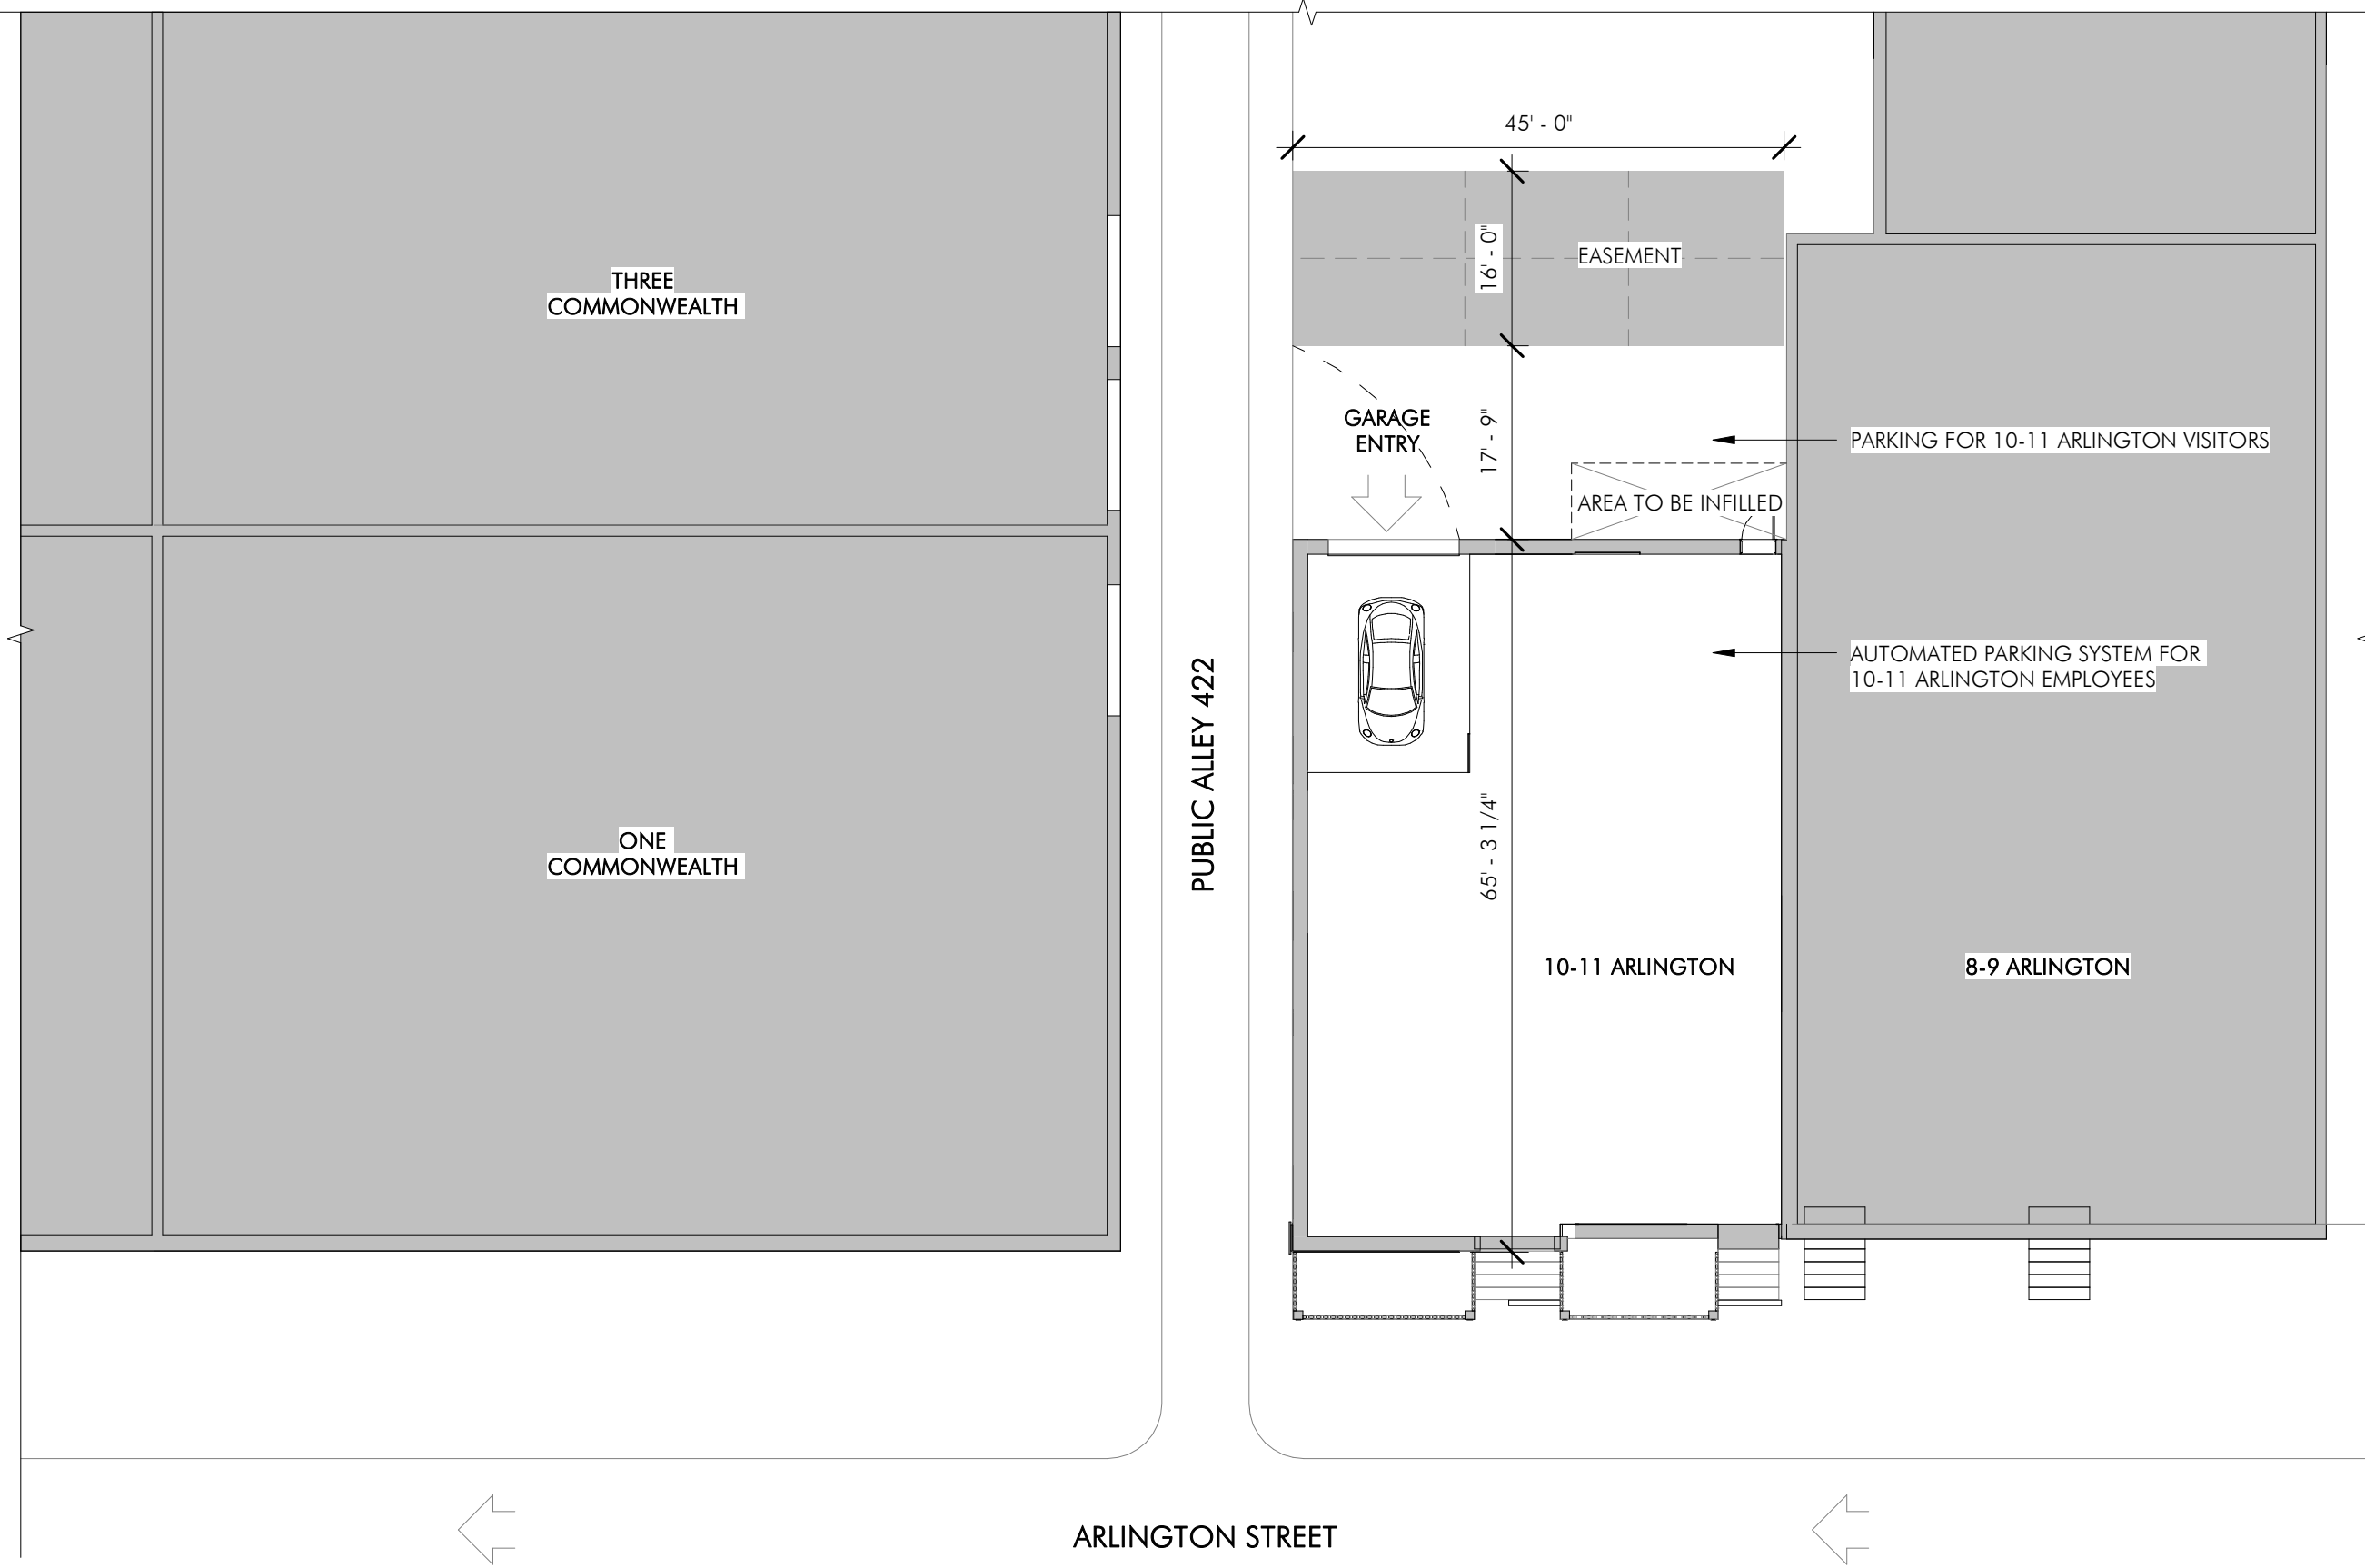 45' - 0"
16' - 0"
EASEMENT
THREE
COMMONWEALTH
GARAGE
ENTRY
17' - 9"
PARKING FOR 10-11 ARLINGTON VISITORS
AREA TO BE INFILLED
AUTOMATED PARKING SYSTEM FOR
10-11 ARLINGTON EMPLOYEES
PUBLIC ALLEY 422
65' - 3 1/4"
ONE
COMMONWEALTH
10-11 ARLINGTON
8-9 ARLINGTON
ARLINGTON STREET